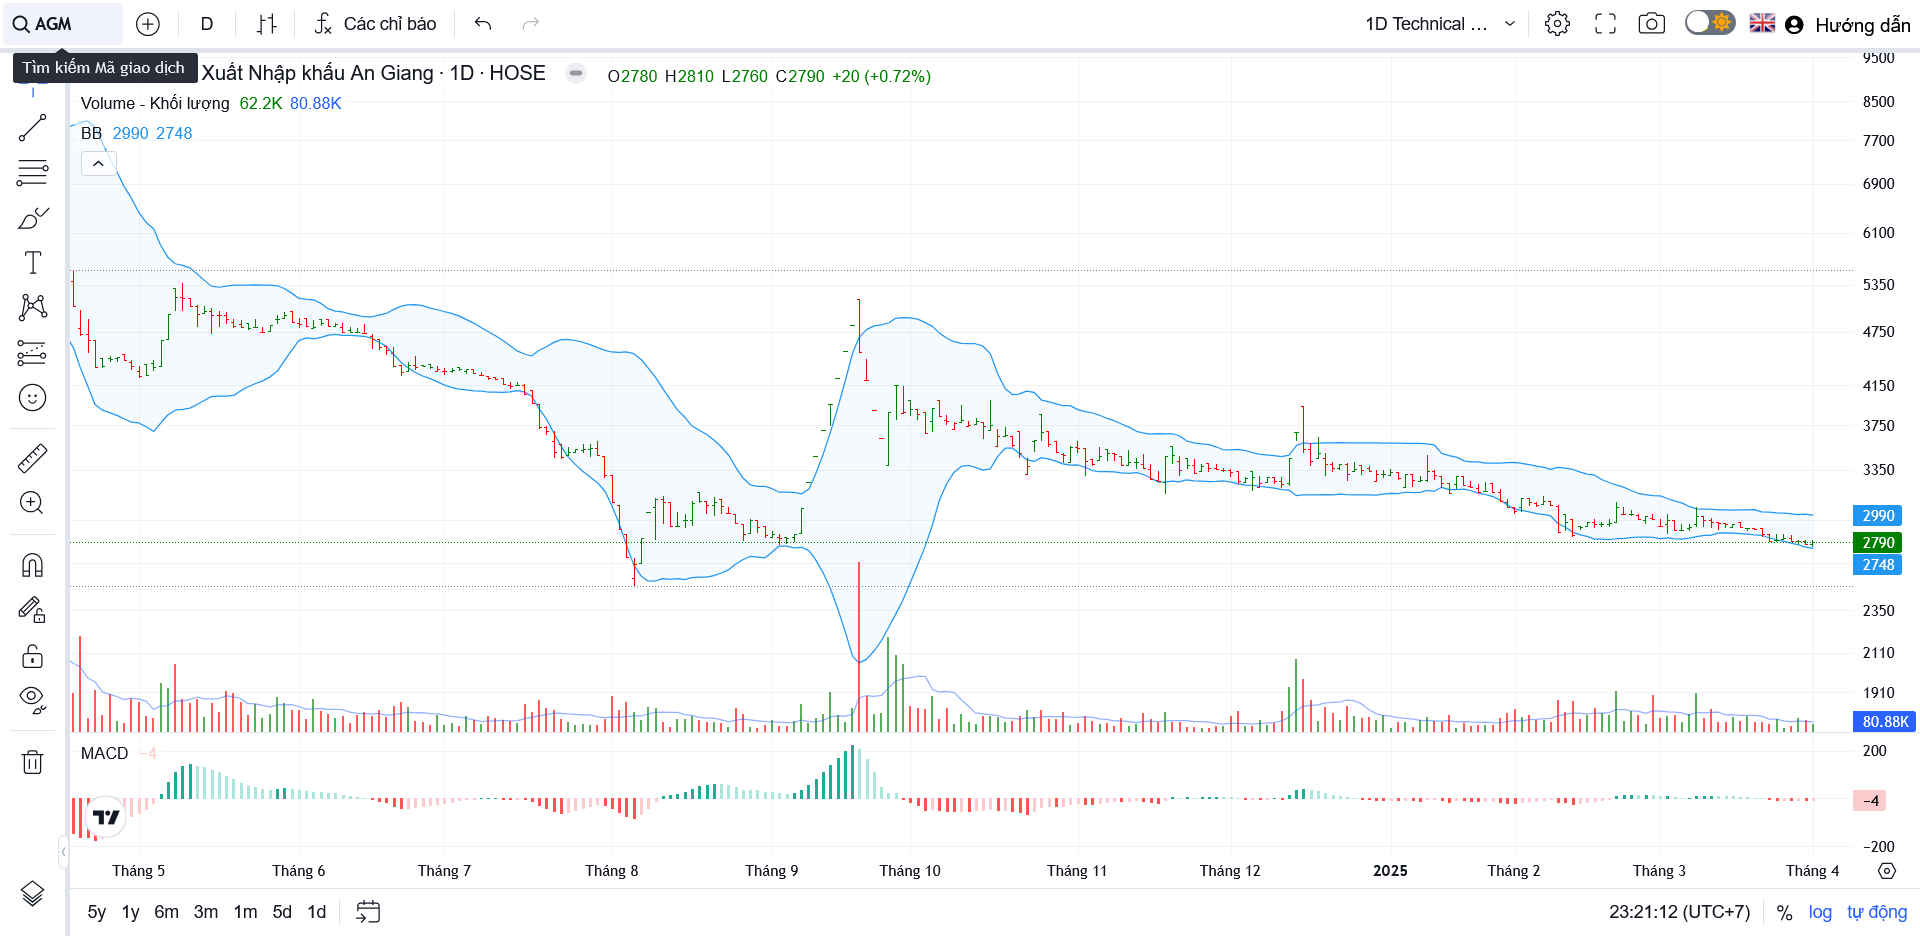 AGM
D
Các chỉ báo
1D Technical ...
Hướng dẫn
Tìm kiếm Mã giao dịch
Xuất Nhập khẩu An Giang · 1D · HOSE
O2780 H2810 L2760 C2790 +20 (+0.72%)
Volume - Khối lượng 62.2K 80.88K
BB 2990 2748
9500
8500
7700
6900
6100
5350
4750
4150
3750
3350
2990
2790
2748
2350
2110
1910
80.88K
MACD −4
200
−4
−200
Tháng 5 Tháng 6 Tháng 7 Tháng 8 Tháng 9 Tháng 10 Tháng 11 Tháng 12 2025 Tháng 2 Tháng 3 Tháng 4
5y 1y 6m 3m 1m 5d 1d
23:21:12 (UTC+7) % log tự động